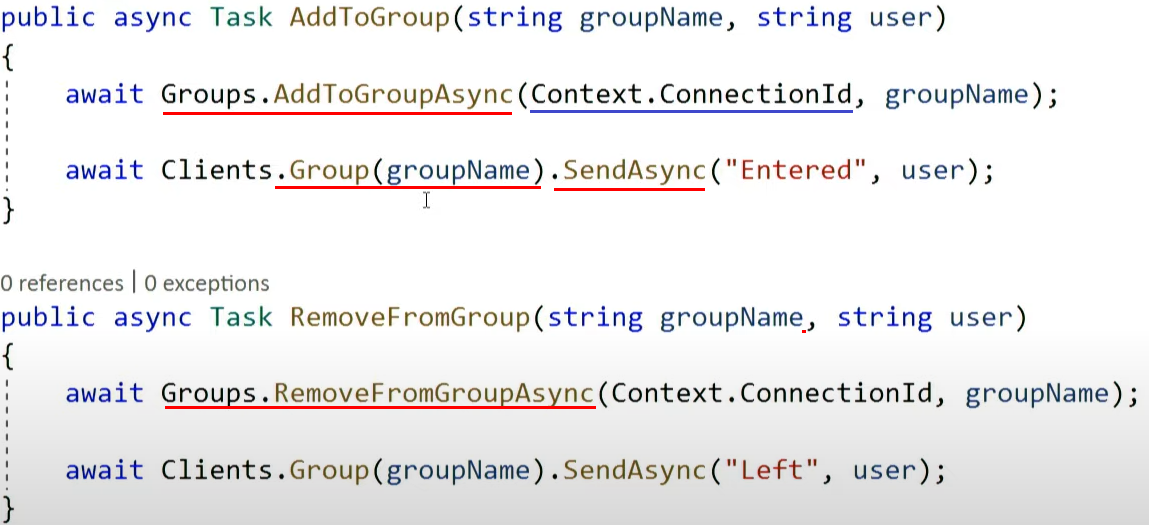 public async Task AddToGroup(string groupName, string user)
{
await Groups.AddToGroupAsync(Context.ConnectionId, groupName);
await Clients.Group(groupName).SendAsync("Entered", user);
}
0 references | 0 exceptions
public async Task RemoveFromGroup(string groupName, string user)
{
await Groups.RemoveFromGroupAsync(Context.ConnectionId, groupName);
await Clients.Group(groupName).SendAsync("Left", user);
}